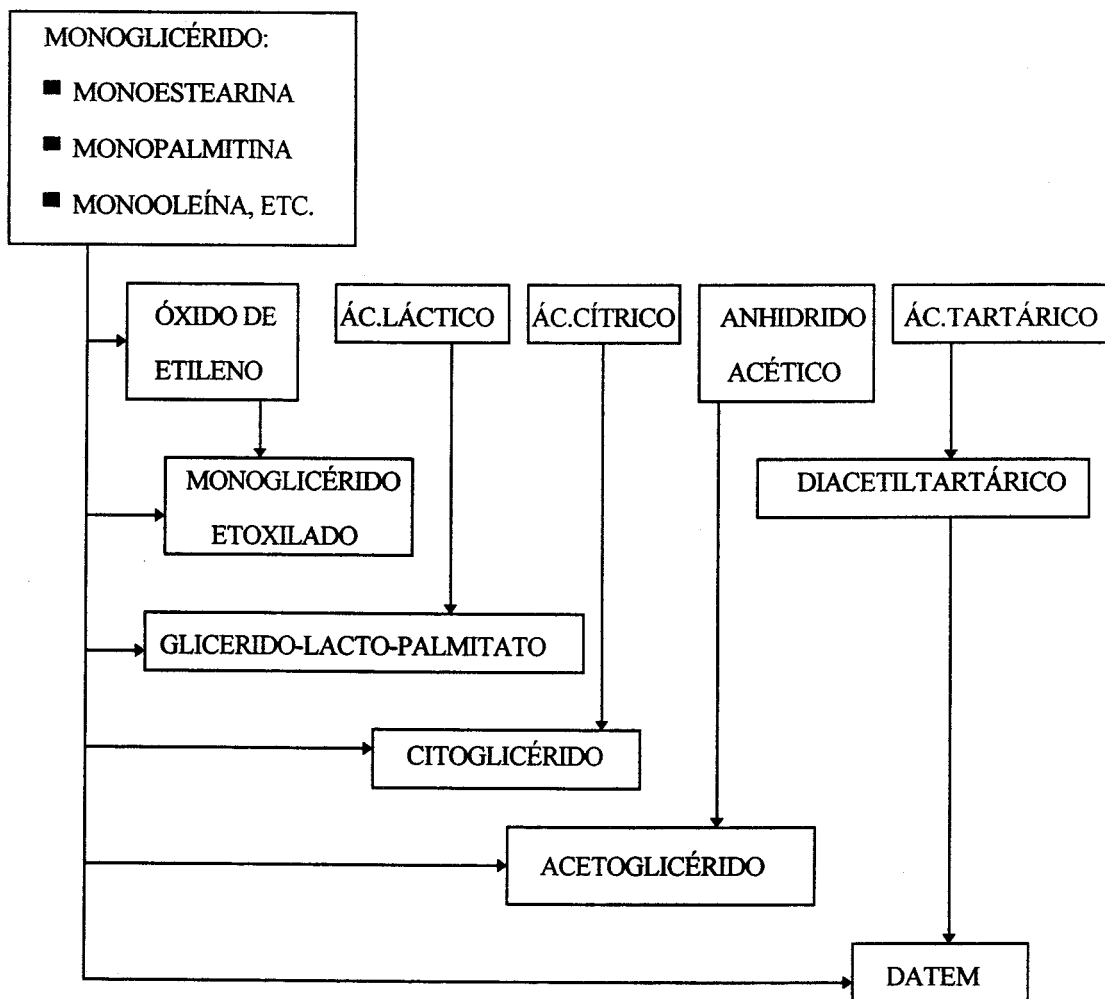 MONOGLICÉRIDO:
■ MONOESTEARINA
■ MONOPALMITINA
■ MONOOLEÍNA, ETC.
ÓXIDO DE
ETILENO
ÁC.LÁCTICO
ÁC.CÍTRICO
ANHIDRIDO
ACÉTICO
ÁC.TARTÁRICO
MONOGLICÉRIDO
ETOXILADO
DIACETILTARTÁRICO
GLICERIDO-LACTO-PALMITATO
CITOGLICÉRIDO
ACETOGLICÉRIDO
DATEM